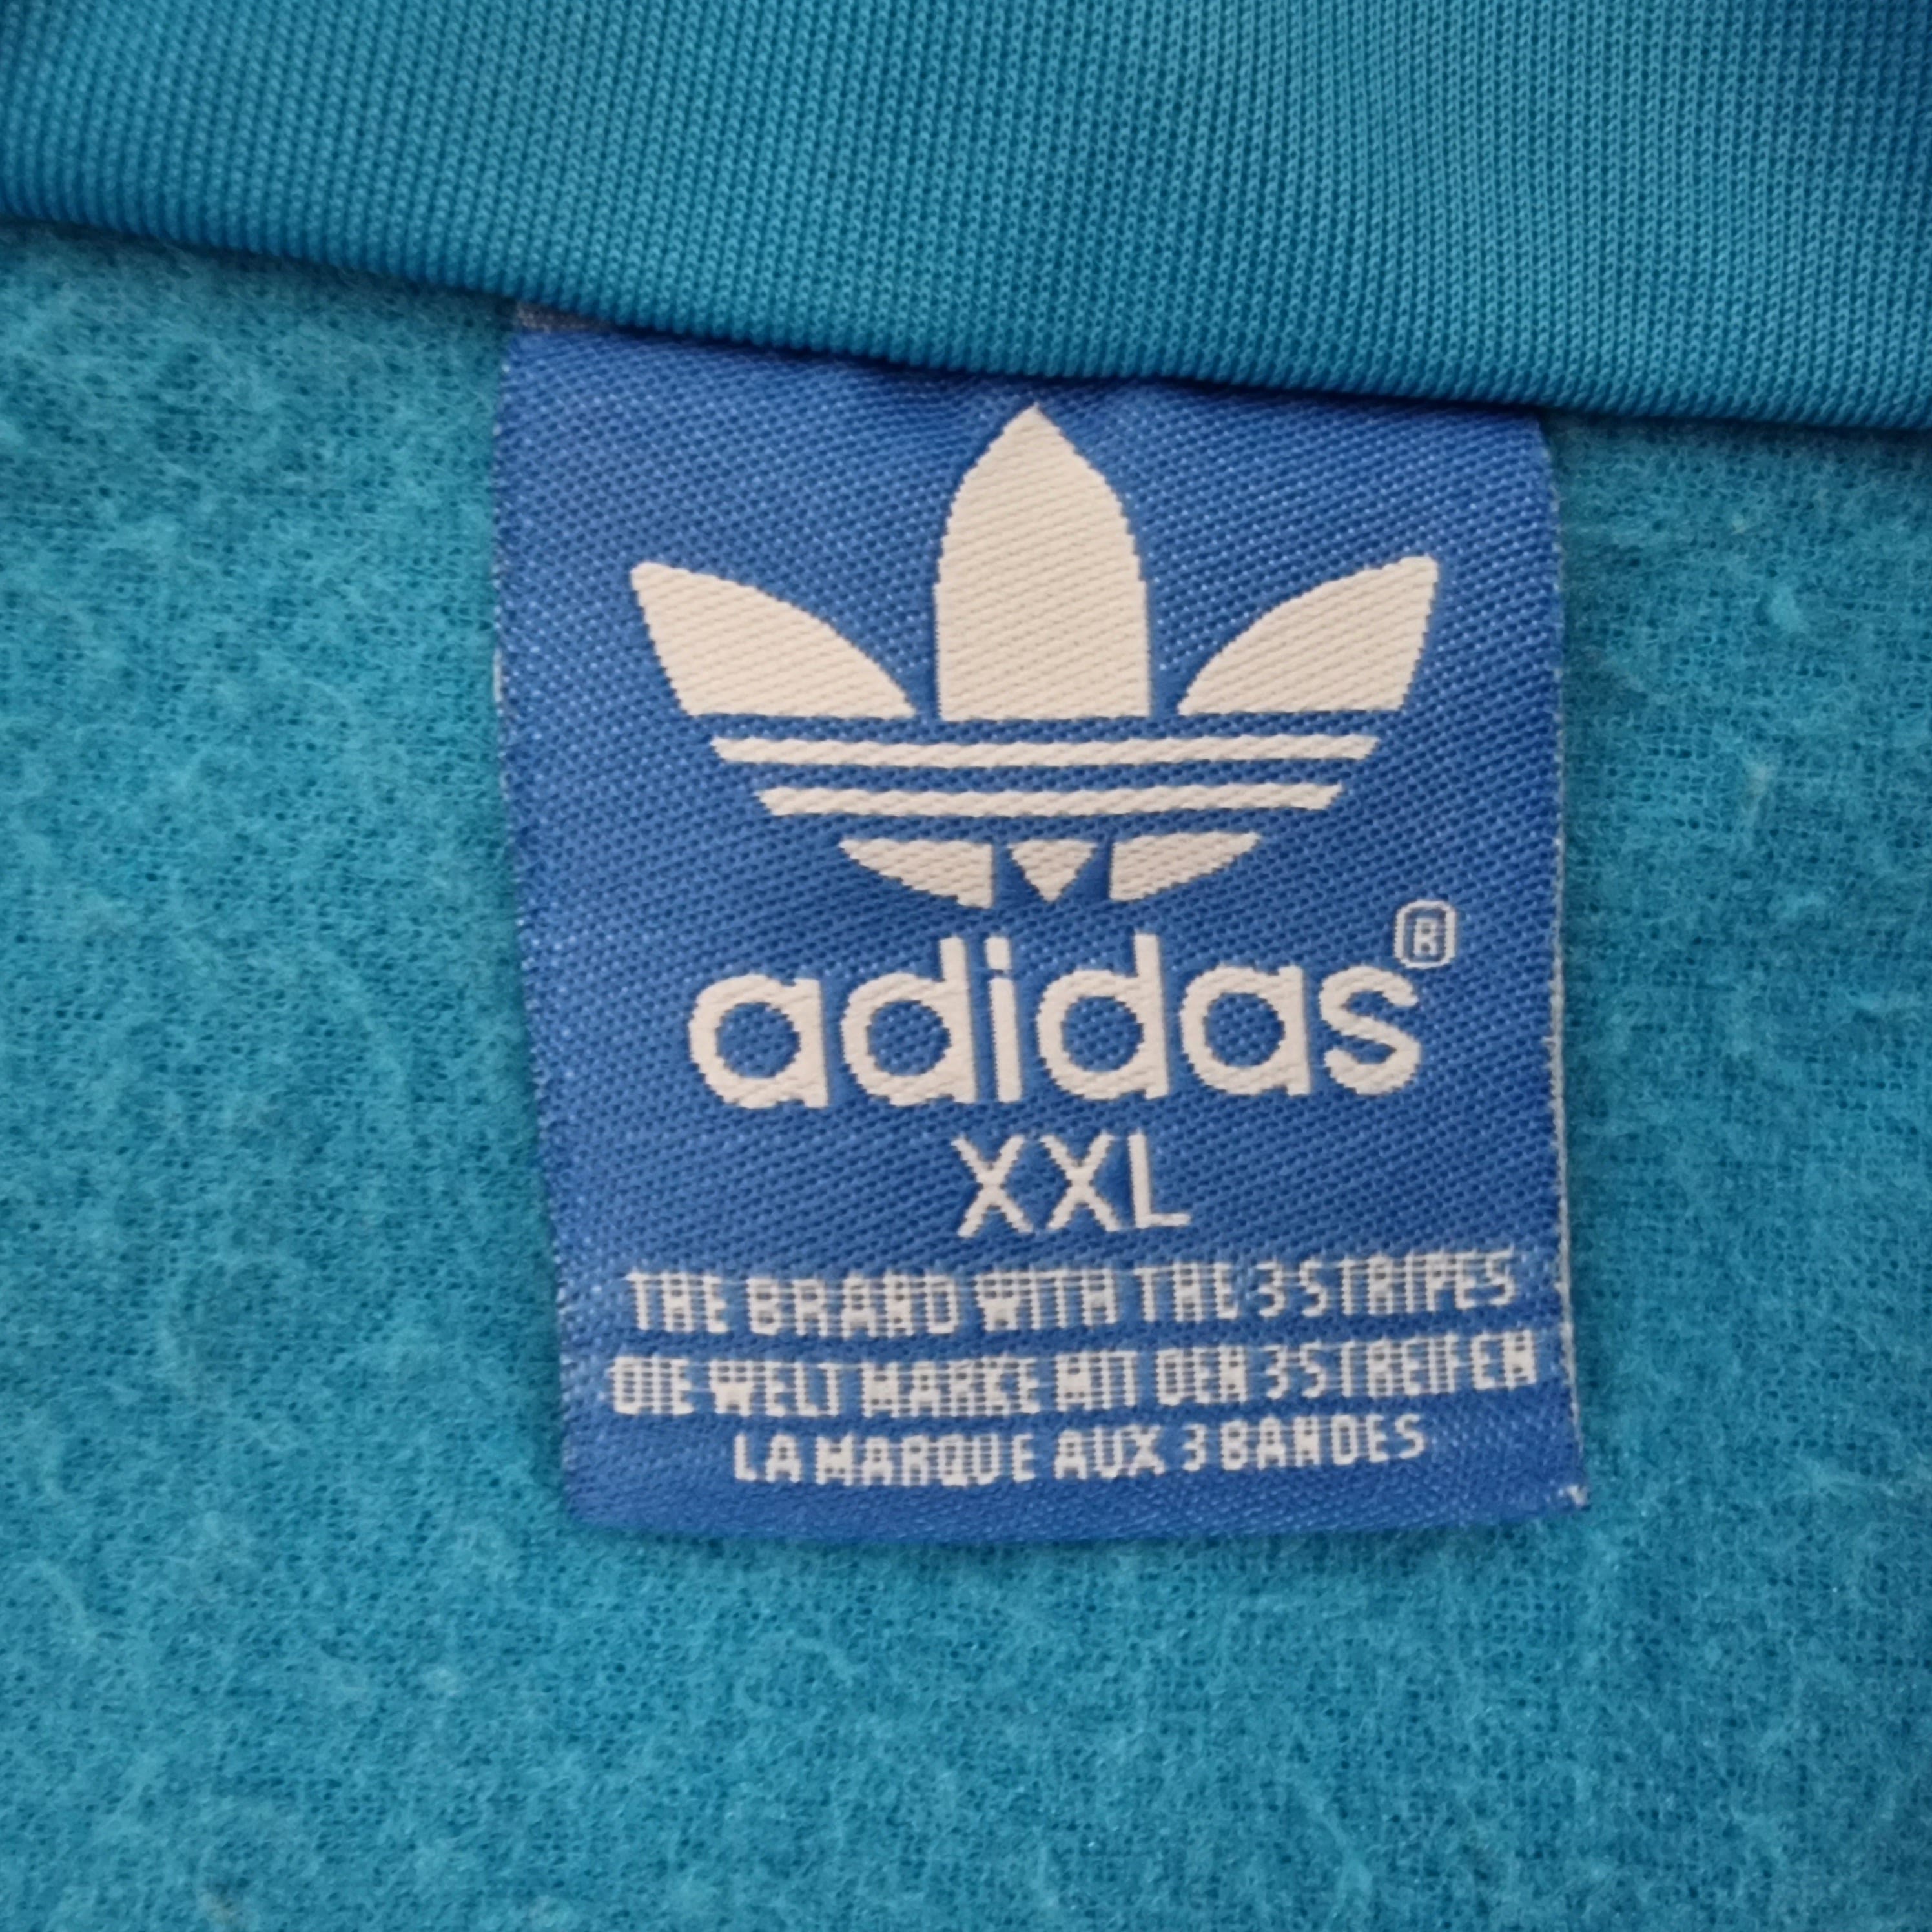 adidas®
XXL
THE BRAND WITH THE 3 STRIPES
DIE WELT MARKE MIT DEN 3 STREIFEN
LA MARQUE AUX 3 BANDES